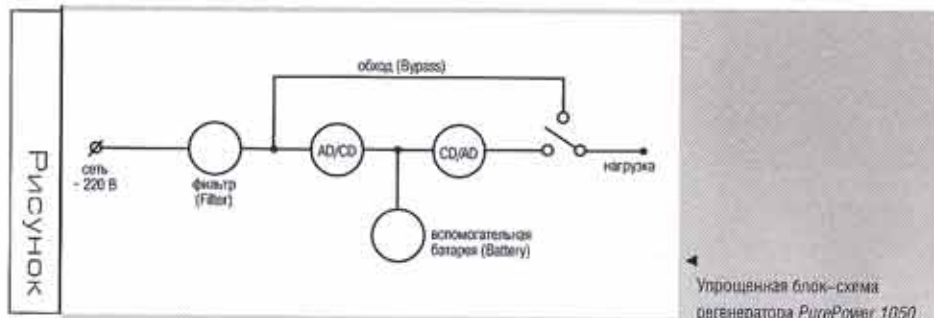 Рисунок
обход (Bypass)
сеть
~ 220 В
фильтр
(Filter)
AD/CD
CD/AD
нагрузка
вспомогательная
батарея (Battery)
Упрощенная блок-схема
регенератора PurePower 1050